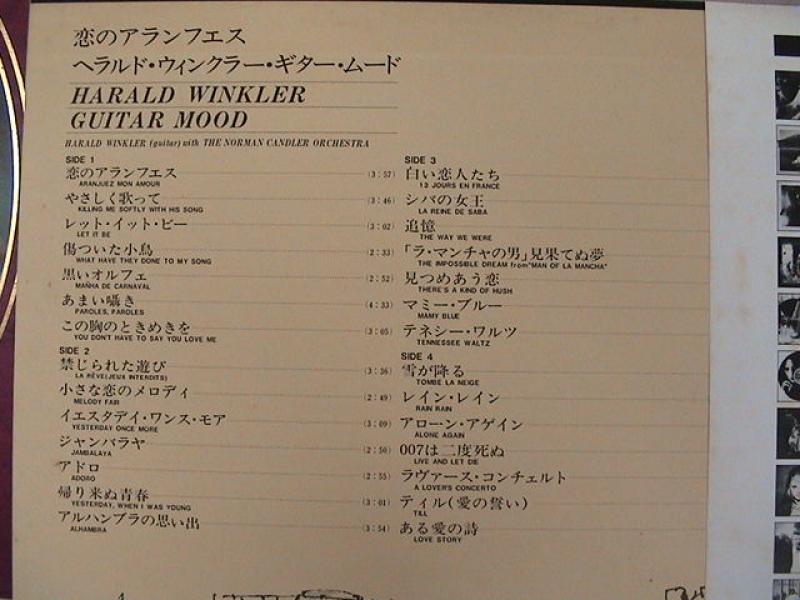 恋のアランフエス
ヘラルド・ウィンクラー・ギター・ムード
HARALD WINKLER
GUITAR MOOD
HARALD WINKLER (guitar) with THE NORMAN CANDLER ORCHESTRA
SIDE 1
恋のアランフエス (3:57)
ARANJUEZ MON AMOUR
やさしく歌って (3:46)
KILLING ME SOFTLY WITH HIS SONG
レット・イット・ビー (3:02)
LET IT BE
傷ついた小鳥 (2:33)
WHAT HAVE THEY DONE TO MY SONG
黒いオルフェ (2:52)
MAÑHA DE CARNAVAL
あまい囁き (4:33)
PAROLES, PAROLES
この胸のときめきを (3:05)
YOU DON'T HAVE TO SAY YOU LOVE ME
SIDE 2
禁じられた遊び (3:36)
LA RÊVE(JEUX INTERDITS)
小さな恋のメロディ (2:49)
MELODY FAIR
イエスタデイ・ワンス・モア (3:09)
YESTERDAY ONCE MORE
ジャンバラヤ (2:50)
JAMBALAYA
アドロ (2:55)
ADORO
帰り来ぬ青春 (3:01)
YESTERDAY, WHEN I WAS YOUNG
アルハンブラの思い出 (3:54)
ALHAMBRA
SIDE 3
白い恋人たち
13 JOURS EN FRANCE
シバの女王
LA REINE DE SABA
追憶
THE WAY WE WERE
「ラ・マンチャの男」見果てぬ夢
THE IMPOSSIBLE DREAM from"MAN OF LA MANCHA"
見つめあう恋
THERE'S A KIND OF HUSH
マミー・ブルー
MAMY BLUE
テネシー・ワルツ
TENNESSEE WALTZ
SIDE 4
雪が降る
TOMBE LA NEIGE
レイン・レイン
RAIN RAIN
アローン・アゲイン
ALONE AGAIN
007は二度死ぬ
LIVE AND LET DIE
ラヴァース・コンチェルト
A LOVER'S CONCERTO
ティル(愛の誓い)
TILL
ある愛の詩
LOVE STORY